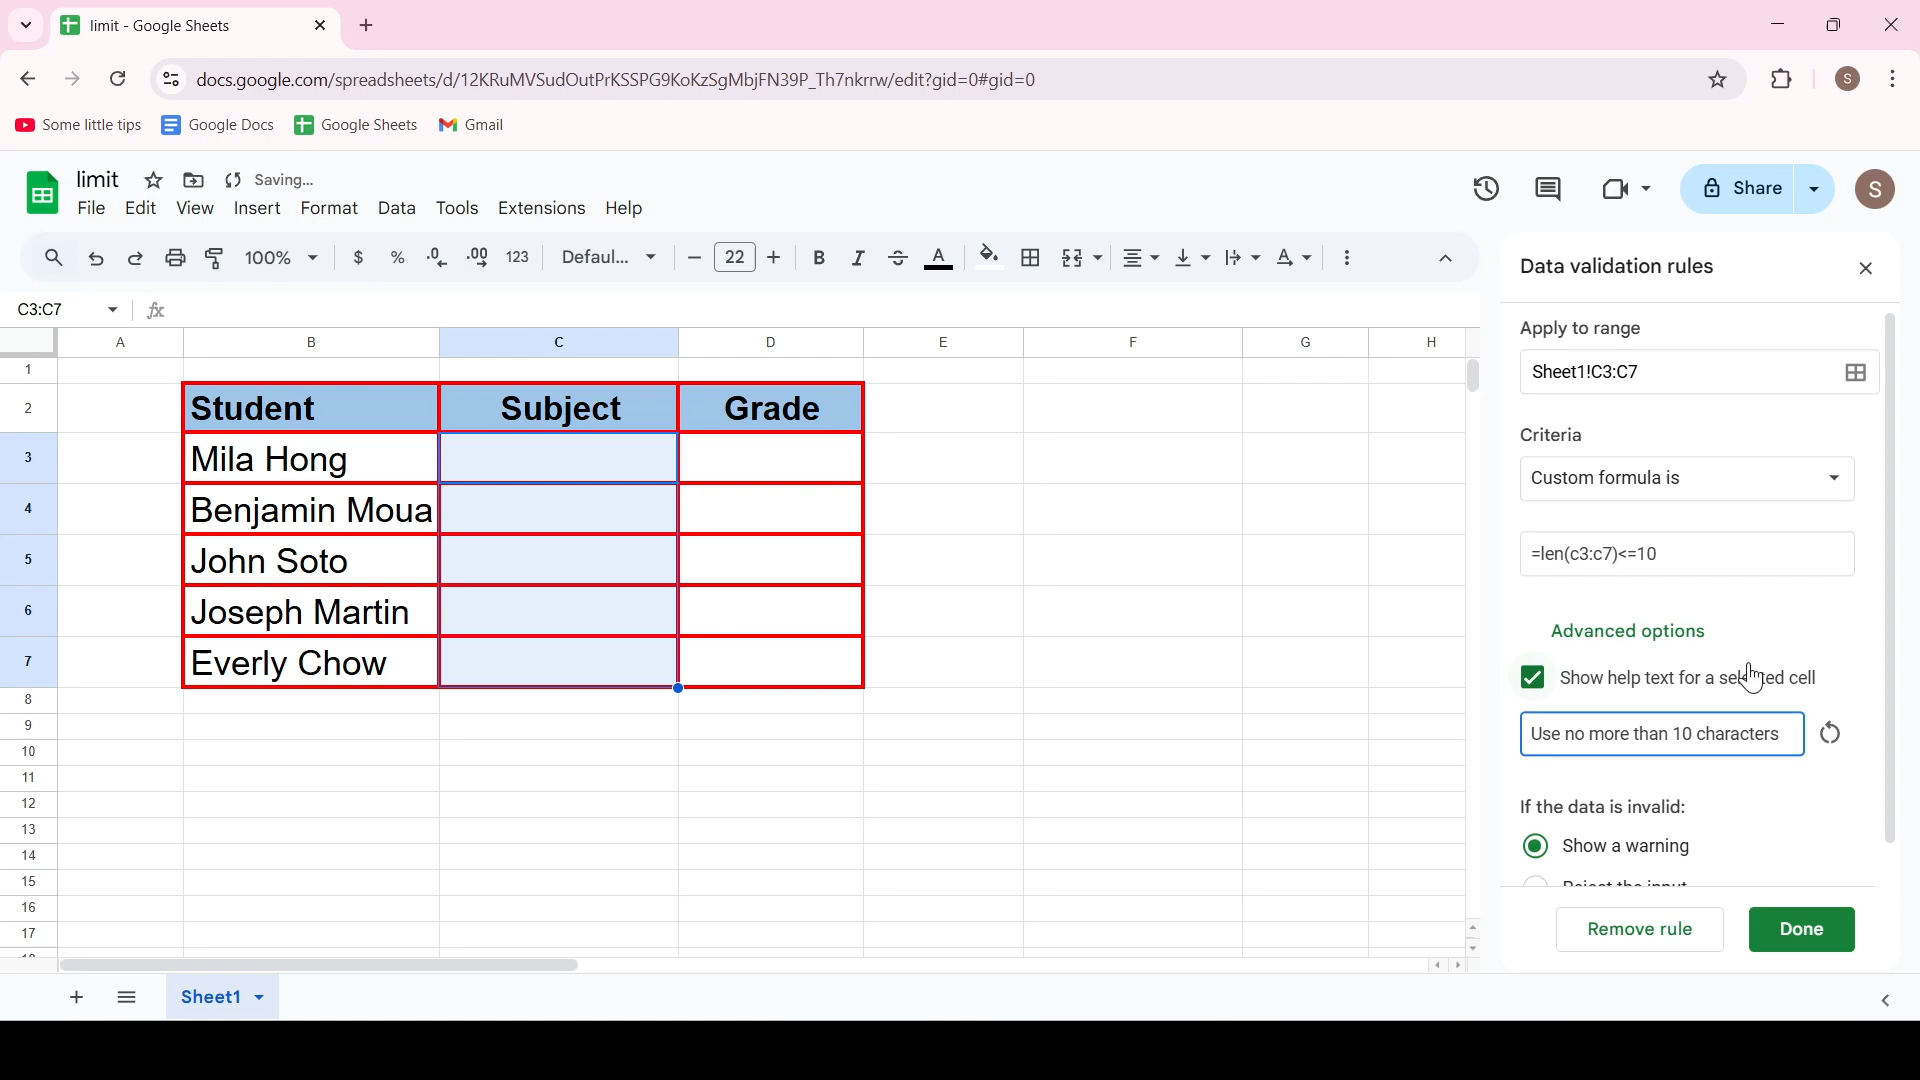 limit - Google Sheets
docs.google.com/spreadsheets/d/12KRuMVSudOutPrKSSPG9KoKzSgMbjFN39P_Th7nkrrw/edit?gid=0#gid=0
S
Some little tips Google Docs Google Sheets Gmail
limit Saving...
File Edit View Insert Format Data Tools Extensions Help
Share
S
100% $ % .0 .00 123 Defaul... 22 B I S A
C3:C7 fx
A B C D E F G H
1
2 Student Subject Grade
3 Mila Hong
4 Benjamin Moua
5 John Soto
6 Joseph Martin
7 Everly Chow
8
9
10
11
12
13
14
15
16
17
Data validation rules
Apply to range
Sheet1!C3:C7
Criteria
Custom formula is
=len(c3:c7)<=10
Advanced options
Show help text for a selected cell
Use no more than 10 characters
If the data is invalid:
Show a warning
Remove rule Done
Sheet1